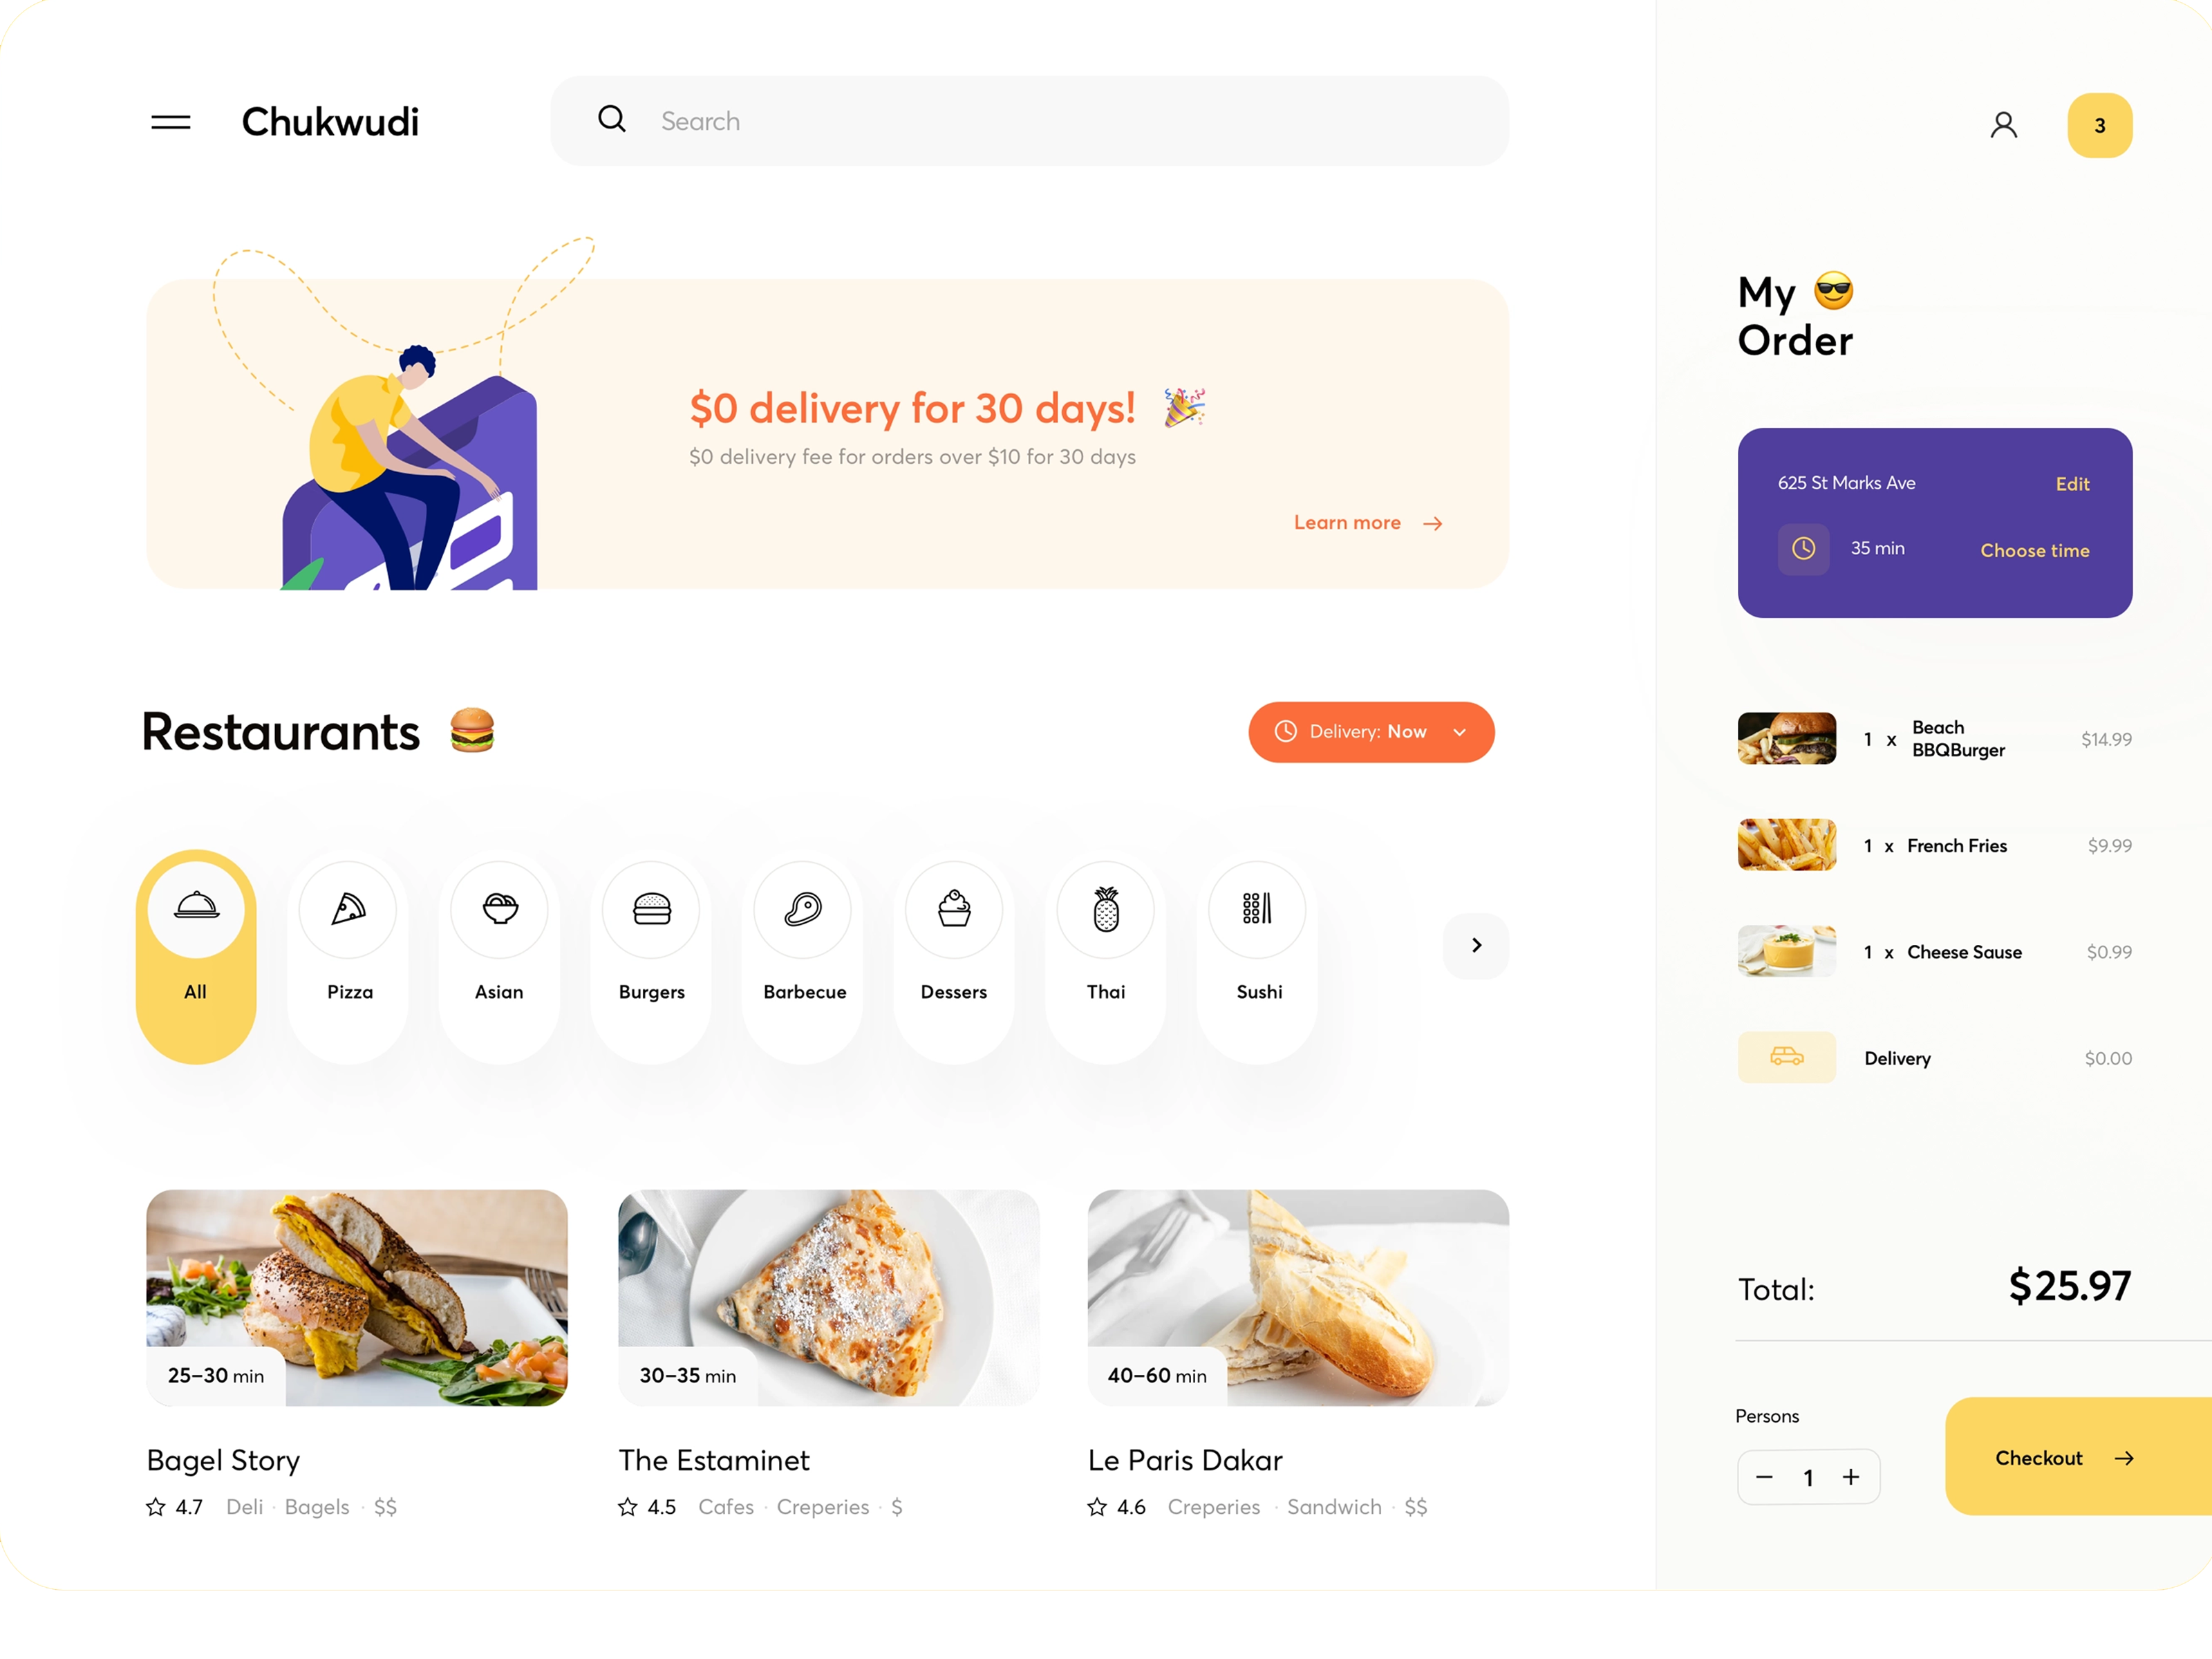 Chukwudi
Search
3
$0 delivery for 30 days!
$0 delivery fee for orders over $10 for 30 days
Learn more
Restaurants
Delivery: Now
All
Pizza
Asian
Burgers
Barbecue
Dessers
Thai
Sushi
25–30 min
30–35 min
40–60 min
Bagel Story
The Estaminet
Le Paris Dakar
4.7 Deli · Bagels · $$
4.5 Cafes · Creperies · $
4.6 Creperies · Sandwich · $$
My
Order
625 St Marks Ave Edit
35 min Choose time
1 x Beach
BBQBurger $14.99
1 x French Fries $9.99
1 x Cheese Sause $0.99
Delivery $0.00
Total: $25.97
Persons
1
Checkout